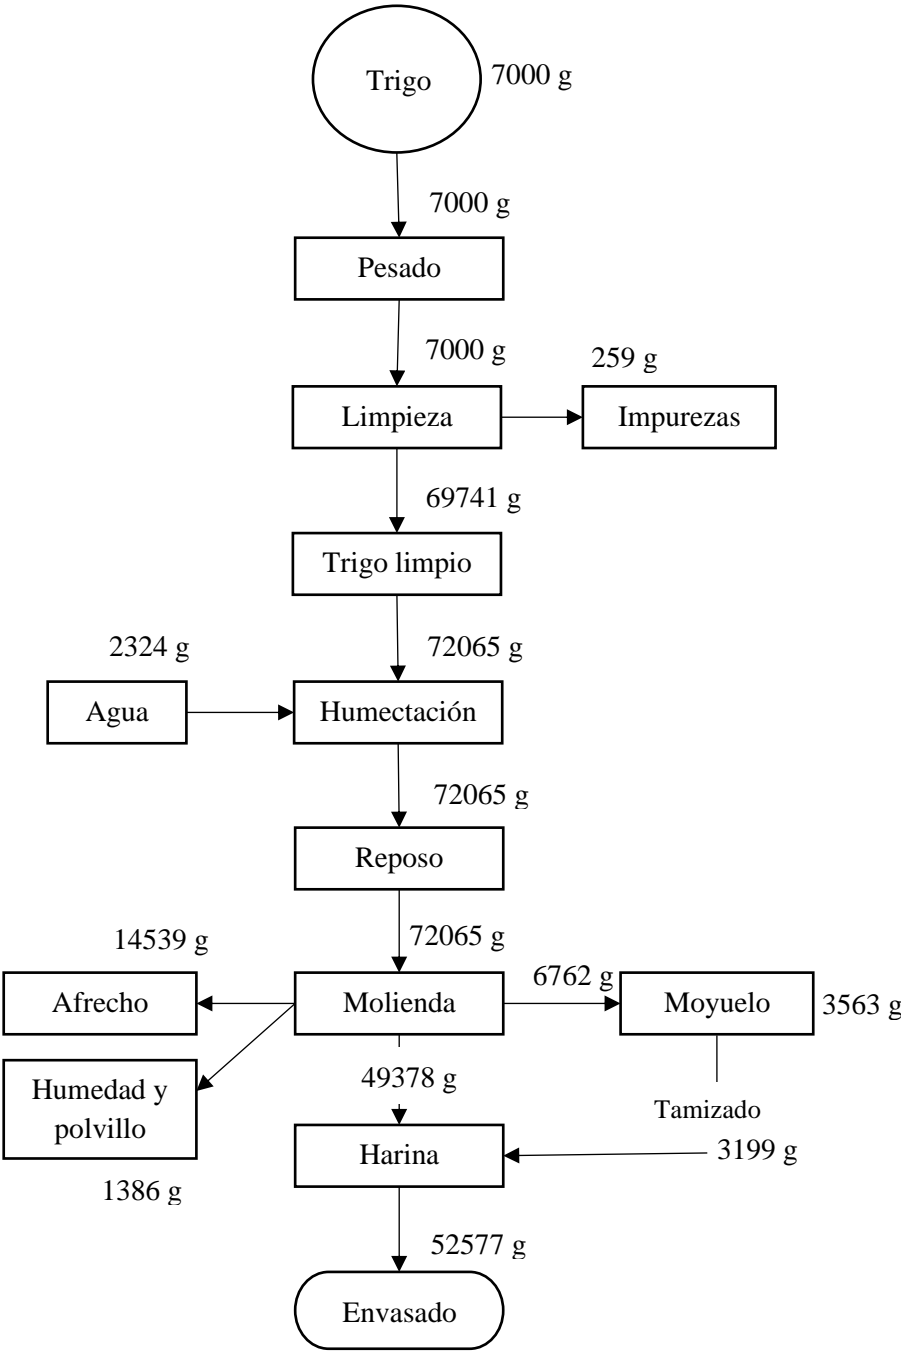 Trigo
7000 g
7000 g
Pesado
7000 g
259 g
Limpieza
Impurezas
69741 g
Trigo limpio
2324 g
72065 g
Agua
Humectación
72065 g
Reposo
14539 g
72065 g
6762 g
Afrecho
Molienda
Moyuelo
3563 g
Humedad y
polvillo
49378 g
Tamizado
Harina
3199 g
1386 g
52577 g
Envasado